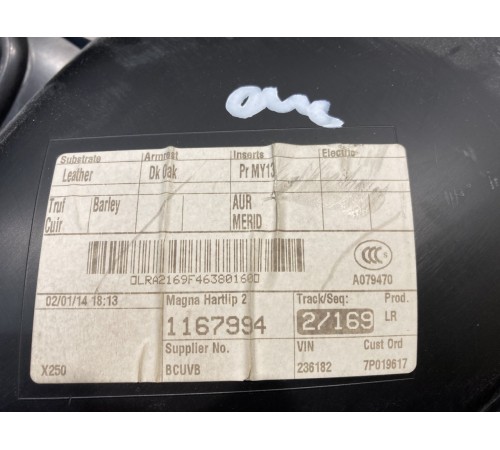 Substrate Armrest Inserts Electric
Leather Dk Oak Pr MY13
Truf Barley AUR
Cuir MERID
LRA2169F46380160
CCC
A079470
02/01/14 18:13 Magna Hartlip 2 Track/Seq: Prod.
1167994 2/169 LR
Supplier No. VIN Cust Ord
X250 BCUVB 236182 7P019617